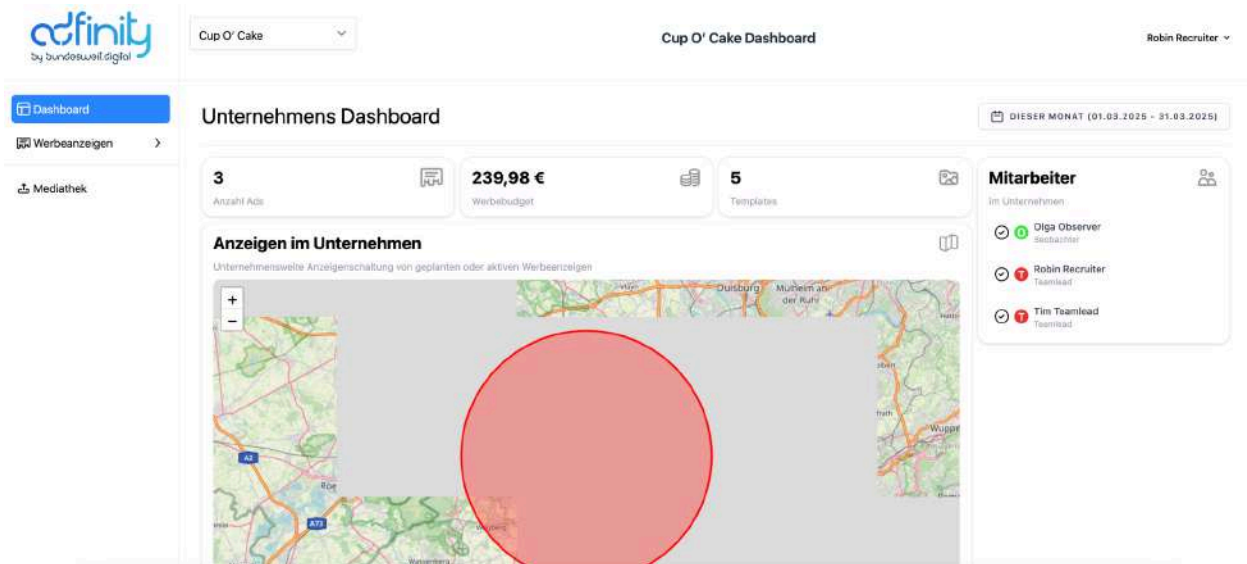 adfinity
by bundesweit.digital
Cup O' Cake
Cup O' Cake Dashboard
Robin Recruiter
Dashboard
Werbeanzeigen
Mediathek
Unternehmens Dashboard
DIESER MONAT (01.03.2025 - 31.03.2025)
3
Anzahl Ads
239,98 €
Werbebudget
5
Templates
Mitarbeiter
Im Unternehmen
Olga Observer
Beobachter
T
Robin Recruiter
Teamlead
T
Tim Teamlead
Teamlead
Anzeigen im Unternehmen
Unternehmensweite Anzeigenschaltung von geplanten oder aktiven Werbeanzeigen
+
−
Duisburg
Mülheim an
der Ruhr
Wuppe
A2
Roe
A73
Wassenberg